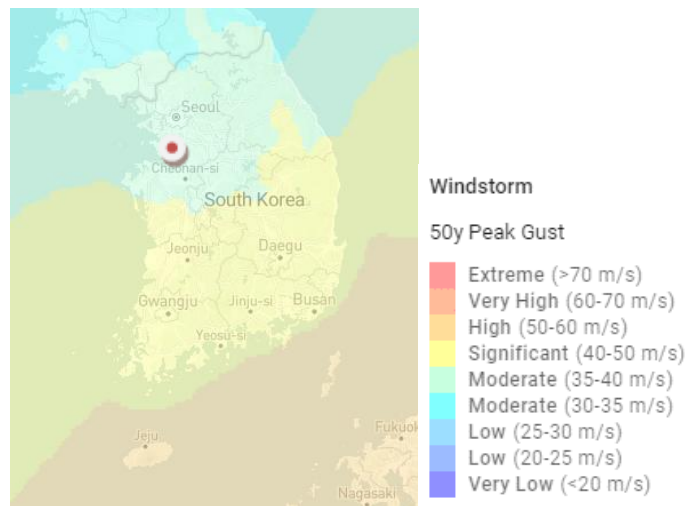 Seoul
Cheonan-si
South Korea
Jeonju
Daegu
Gwangju
Jinju-si
Busan
Yeosu-si
Jeju
Fukuok
Nagasaki
Windstorm
50y Peak Gust
Extreme (>70 m/s)
Very High (60-70 m/s)
High (50-60 m/s)
Significant (40-50 m/s)
Moderate (35-40 m/s)
Moderate (30-35 m/s)
Low (25-30 m/s)
Low (20-25 m/s)
Very Low (<20 m/s)